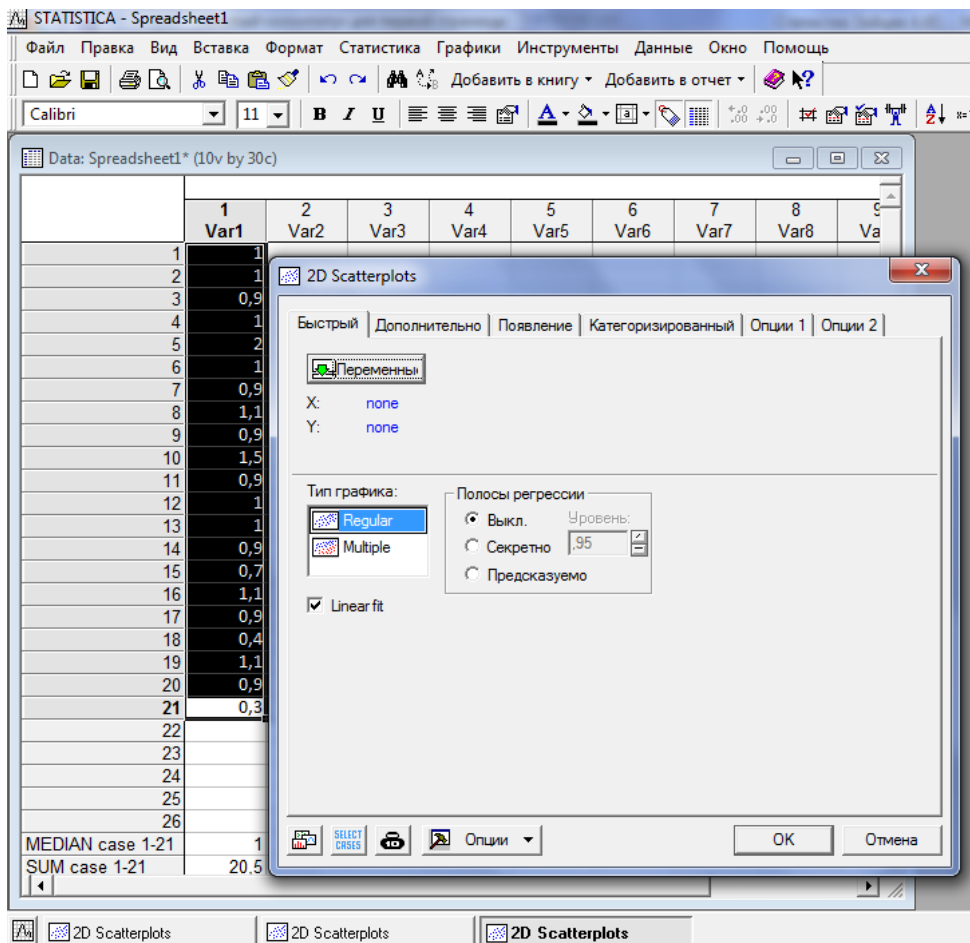 STATISTICA - Spreadsheet1
Файл Правка Вид Вставка Формат Статистика Графики Инструменты Данные Окно Помощь
Добавить в книгу Добавить в отчет
Calibri 11 B I U A
Data: Spreadsheet1* (10v by 30c)
1 2 3 4 5 6 7 8 9
Var1 Var2 Var3 Var4 Var5 Var6 Var7 Var8 Va
1 1
2 1
3 0,9
4 1
5 2
6 1
7 0,9
8 1,1
9 0,9
10 1,5
11 0,9
12 1
13 1
14 0,9
15 0,7
16 1,1
17 0,9
18 0,4
19 1,1
20 0,9
21 0,3
22
23
24
25
26
MEDIAN case 1-21 1
SUM case 1-21 20,5
2D Scatterplots
Быстрый Дополнительно Появление Категоризированный Опции 1 Опции 2
Переменны
X: none
Y: none
Тип графика:
Regular
Multiple
Linear fit
Полосы регрессии
Выкл. Уровень:
Секретно ,95
Предсказуемо
SELECT CASES Опции OK Отмена
2D Scatterplots 2D Scatterplots 2D Scatterplots